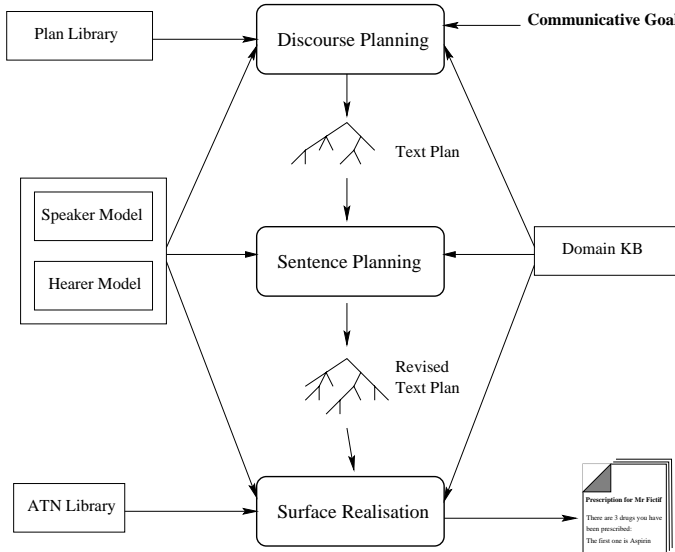 Plan Library
Discourse Planning
Communicative Goal
Text Plan
Speaker Model
Hearer Model
Sentence Planning
Domain KB
Revised
Text Plan
ATN Library
Surface Realisation
Prescription for Mr Fictif
There are 3 drugs you have
been prescribed:
The first one is Aspirin